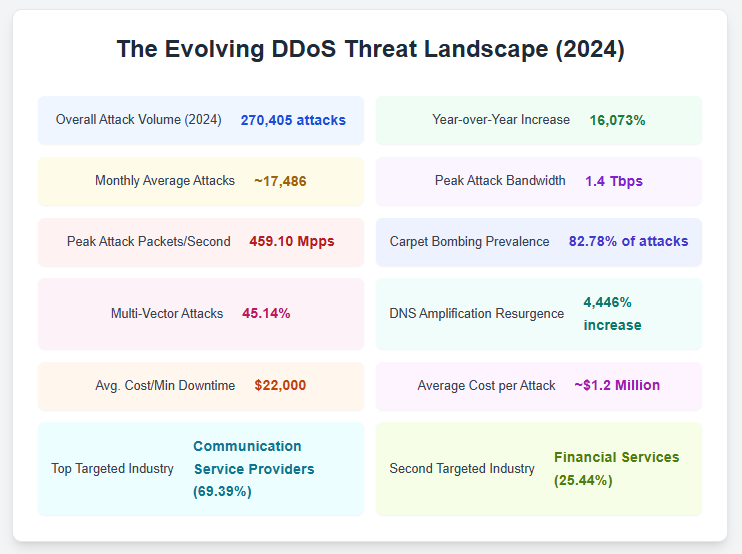 The Evolving DDoS Threat Landscape (2024)
Overall Attack Volume (2024) 270,405 attacks
Year-over-Year Increase 16,073%
Monthly Average Attacks ~17,486
Peak Attack Bandwidth 1.4 Tbps
Peak Attack Packets/Second 459.10 Mpps
Carpet Bombing Prevalence 82.78% of attacks
Multi-Vector Attacks 45.14%
DNS Amplification Resurgence 4,446%
increase
Avg. Cost/Min Downtime $22,000
Average Cost per Attack ~$1.2 Million
Top Targeted Industry
Communication
Service Providers
(69.39%)
Second Targeted Industry
Financial Services
(25.44%)